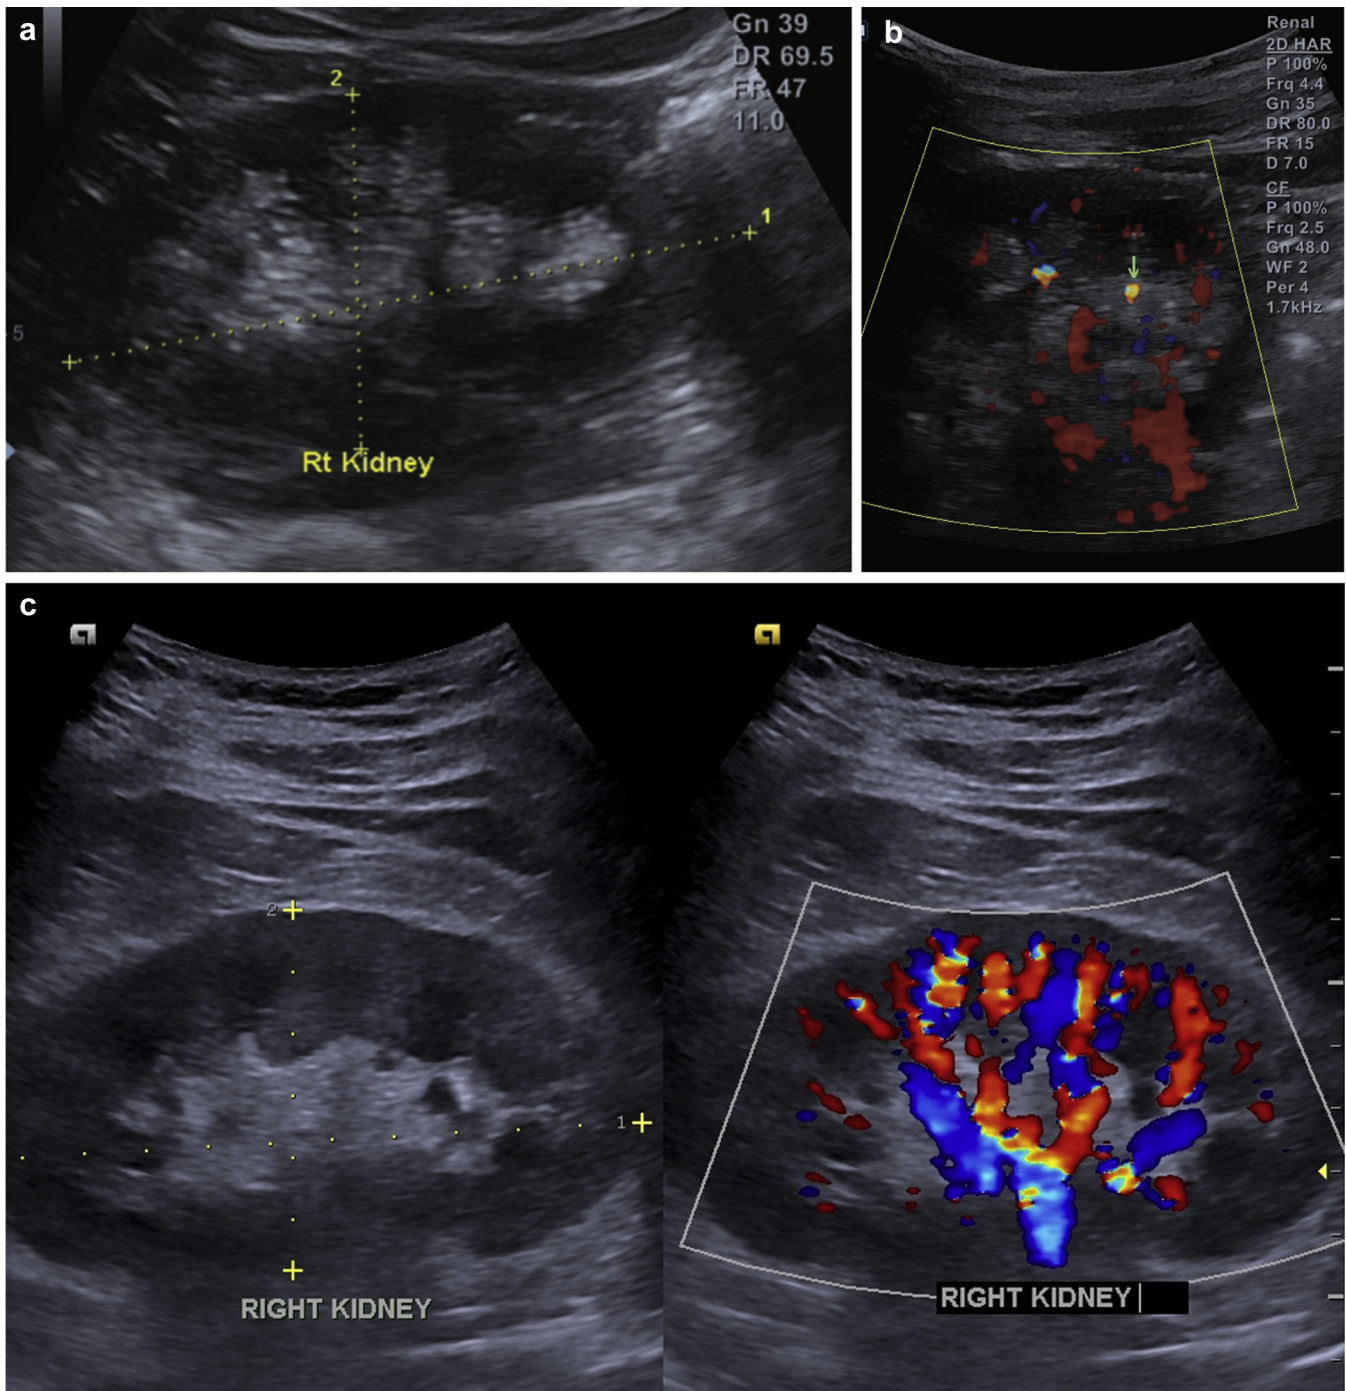 a
2
Gn 39
DR 69.5
FR 47
11.0
1
5
Rt Kidney
b
Renal
2D HAR
P 100%
Frq 4.4
Gn 35
DR 80.0
FR 15
D 7.0
CF
P 100%
Frq 2.5
Gn 48.0
WF 2
Per 4
1.7kHz
c
2
1
RIGHT KIDNEY
RIGHT KIDNEY